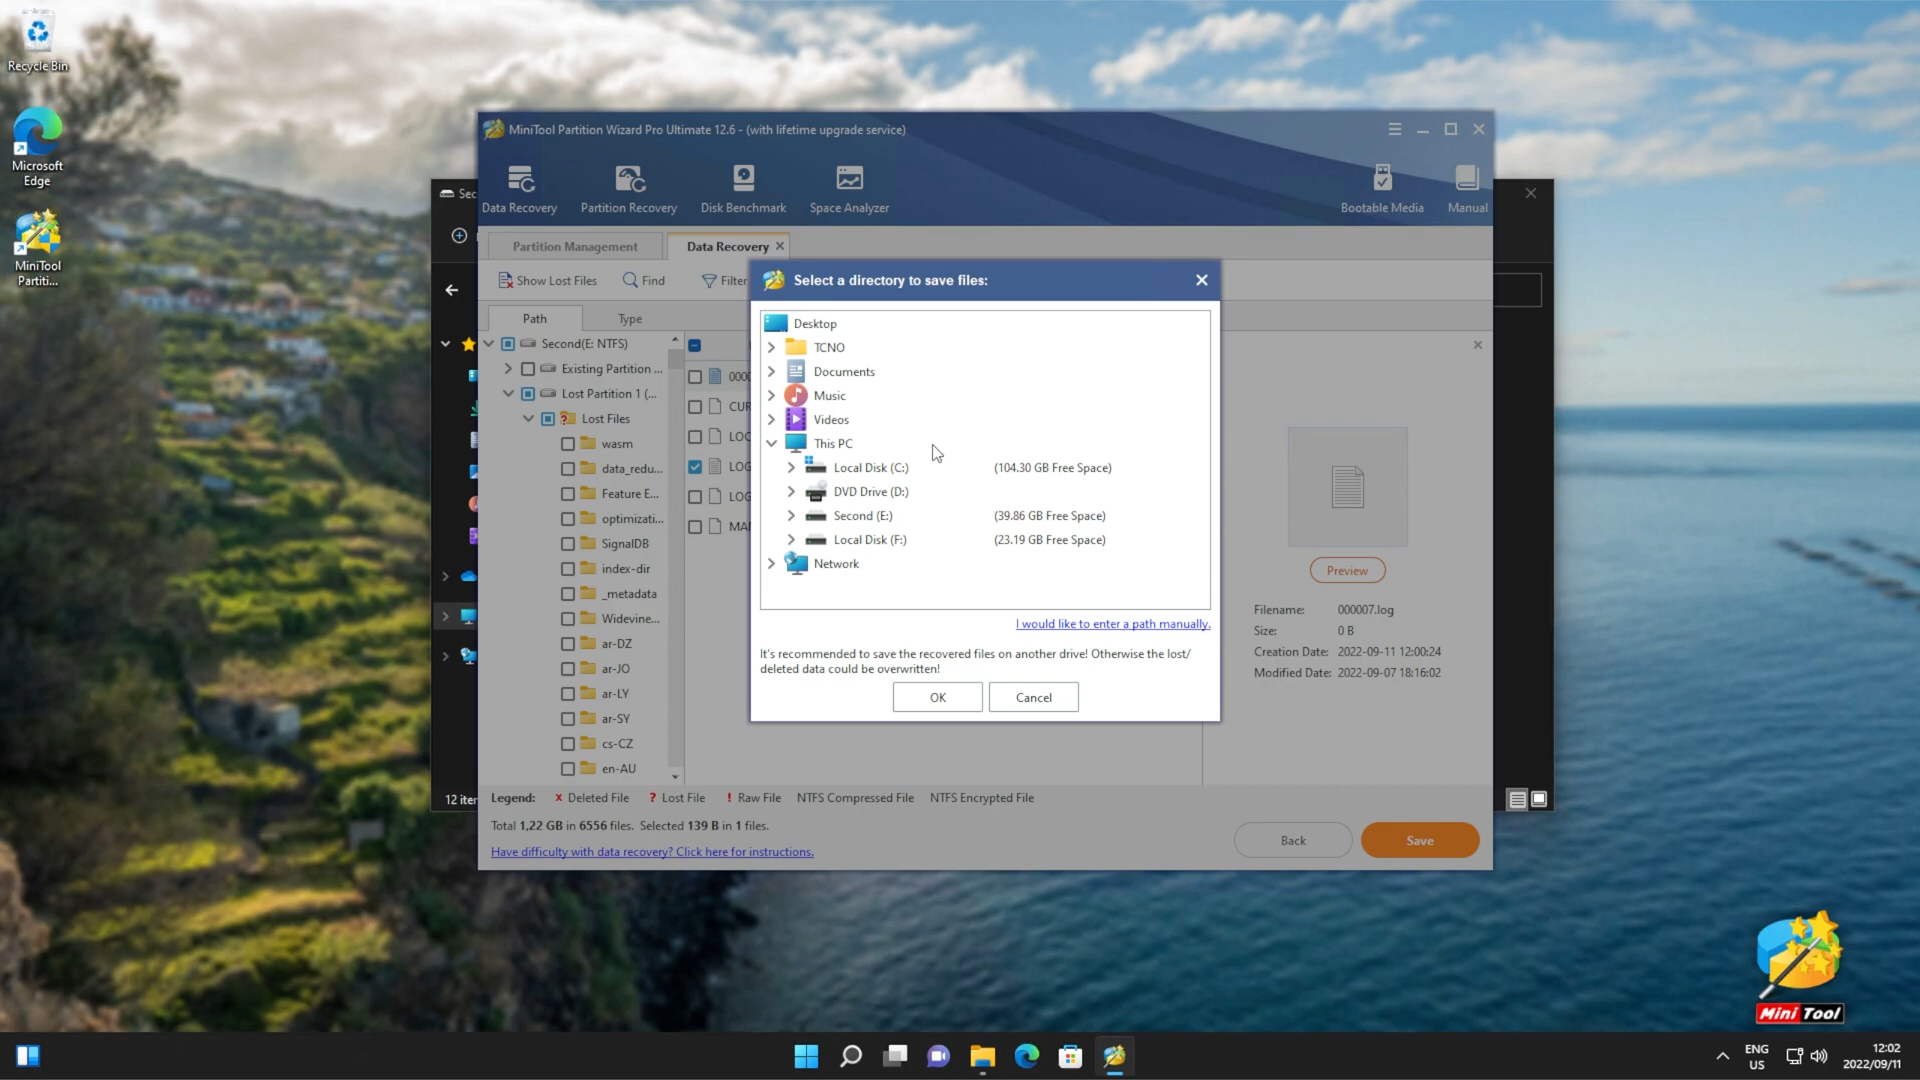 Recycle Bin
Microsoft
Edge
MiniTool
Partiti...
Sec
12 iter
MiniTool Partition Wizard Pro Ultimate 12.6 - (with lifetime upgrade service)
Data Recovery
Partition Recovery
Disk Benchmark
Space Analyzer
Bootable Media
Manual
Partition Management
Data Recovery
Show Lost Files
Find
Filter
Path
Type
Second(E: NTFS)
Existing Partition ...
Lost Partition 1 (...
Lost Files
wasm
data_redu...
Feature E...
optimizati...
SignalDB
index-dir
_metadata
Widevine...
ar-DZ
ar-JO
ar-LY
ar-SY
cs-CZ
en-AU
0000
CUR
LOC
LOG
LOG
MAN
Select a directory to save files:
Desktop
TCNO
Documents
Music
Videos
This PC
Local Disk (C:) (104.30 GB Free Space)
DVD Drive (D:)
Second (E:) (39.86 GB Free Space)
Local Disk (F:) (23.19 GB Free Space)
Network
I would like to enter a path manually.
It's recommended to save the recovered files on another drive! Otherwise the lost/
deleted data could be overwritten!
OK
Cancel
Preview
Filename: 000007.log
Size: 0 B
Creation Date: 2022-09-11 12:00:24
Modified Date: 2022-09-07 18:16:02
Legend: x Deleted File ? Lost File ! Raw File NTFS Compressed File NTFS Encrypted File
Total 1,22 GB in 6556 files. Selected 139 B in 1 files.
Have difficulty with data recovery? Click here for instructions.
Back
Save
Mini Tool
ENG
US
12:02
2022/09/11